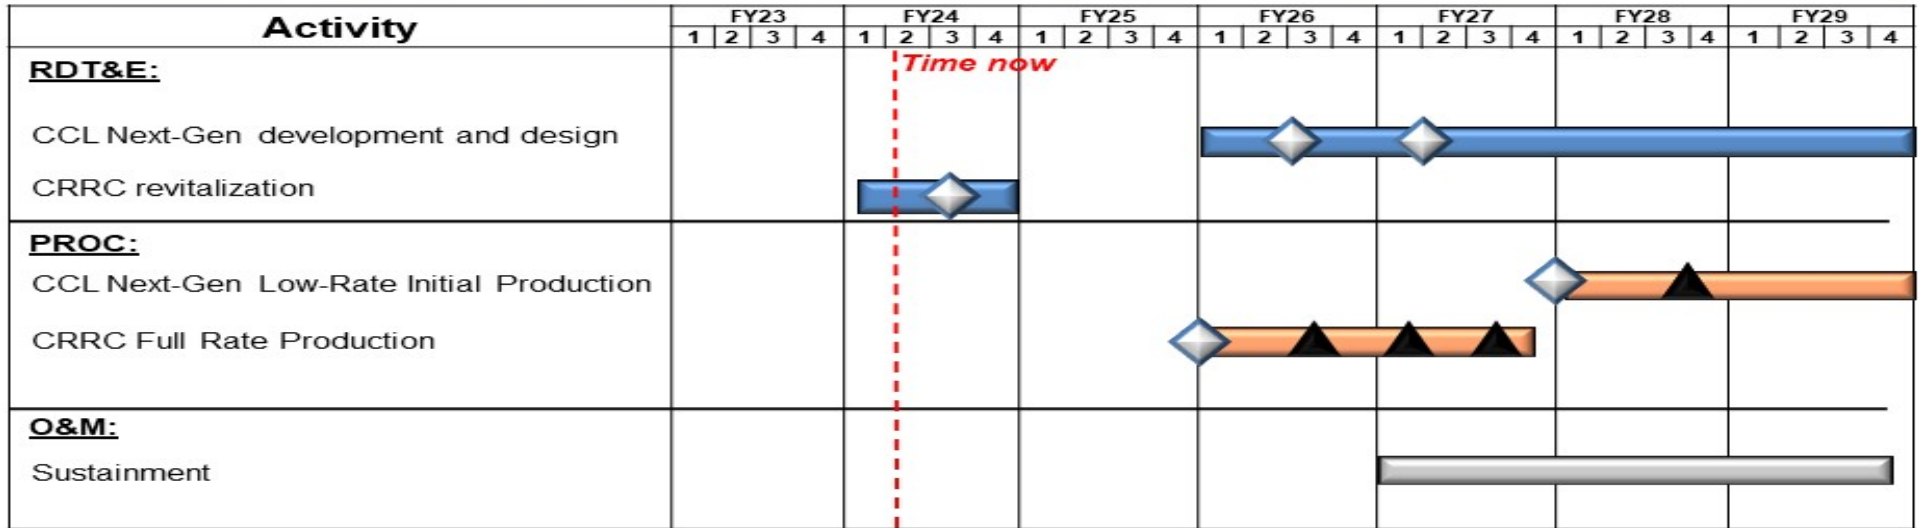 Activity FY23 FY24 FY25 FY26 FY27 FY28 FY29
1 2 3 4 1 2 3 4 1 2 3 4 1 2 3 4 1 2 3 4 1 2 3 4 1 2 3 4
RDT&E:
Time now
CCL Next-Gen development and design
CRRC revitalization
PROC:
CCL Next-Gen Low-Rate Initial Production
CRRC Full Rate Production
O&M:
Sustainment